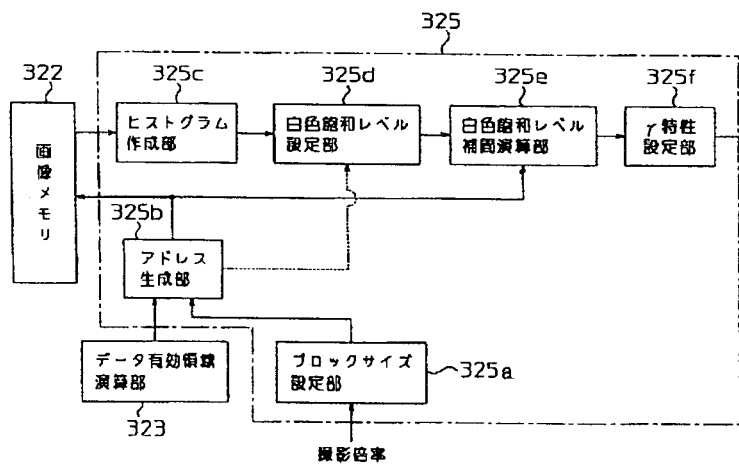 325
322
325c
325d
325e
325f
画像メモリ
ヒストグラム
作成部
白色飽和レベル
設定部
白色飽和レベル
補間演算部
γ特性
設定部
325b
アドレス
生成部
データ有効領域
演算部
323
ブロックサイズ
設定部
325a
撮影倍率